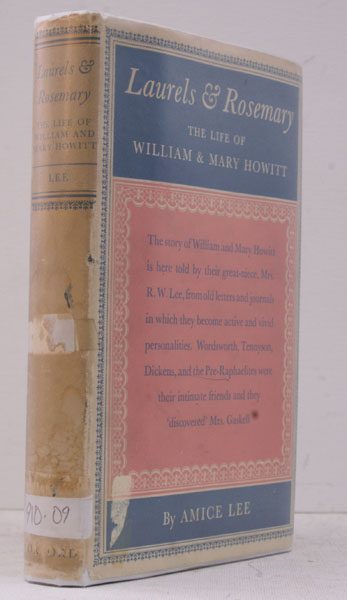 Laurels &
Rosemary
THE LIFE OF
WILLIAM AND
MARY HOWITT
LEE
910.09
Laurels & Rosemary
THE LIFE OF
WILLIAM & MARY HOWITT
The story of William and Mary Howitt
is here told by their great-niece, Mrs.
R. W. Lee, from old letters and journals
in which they become active and vivid
personalities. Wordsworth, Tennyson,
Dickens, and the Pre-Raphaelites were
their intimate friends and they
'discovered' Mrs. Gaskell
By AMICE LEE